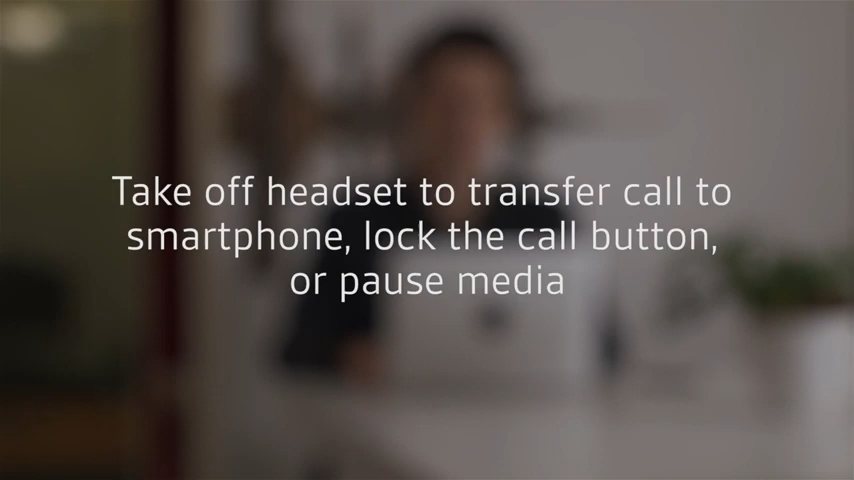 Take off headset to transfer call to
smartphone, lock the call button,
or pause media